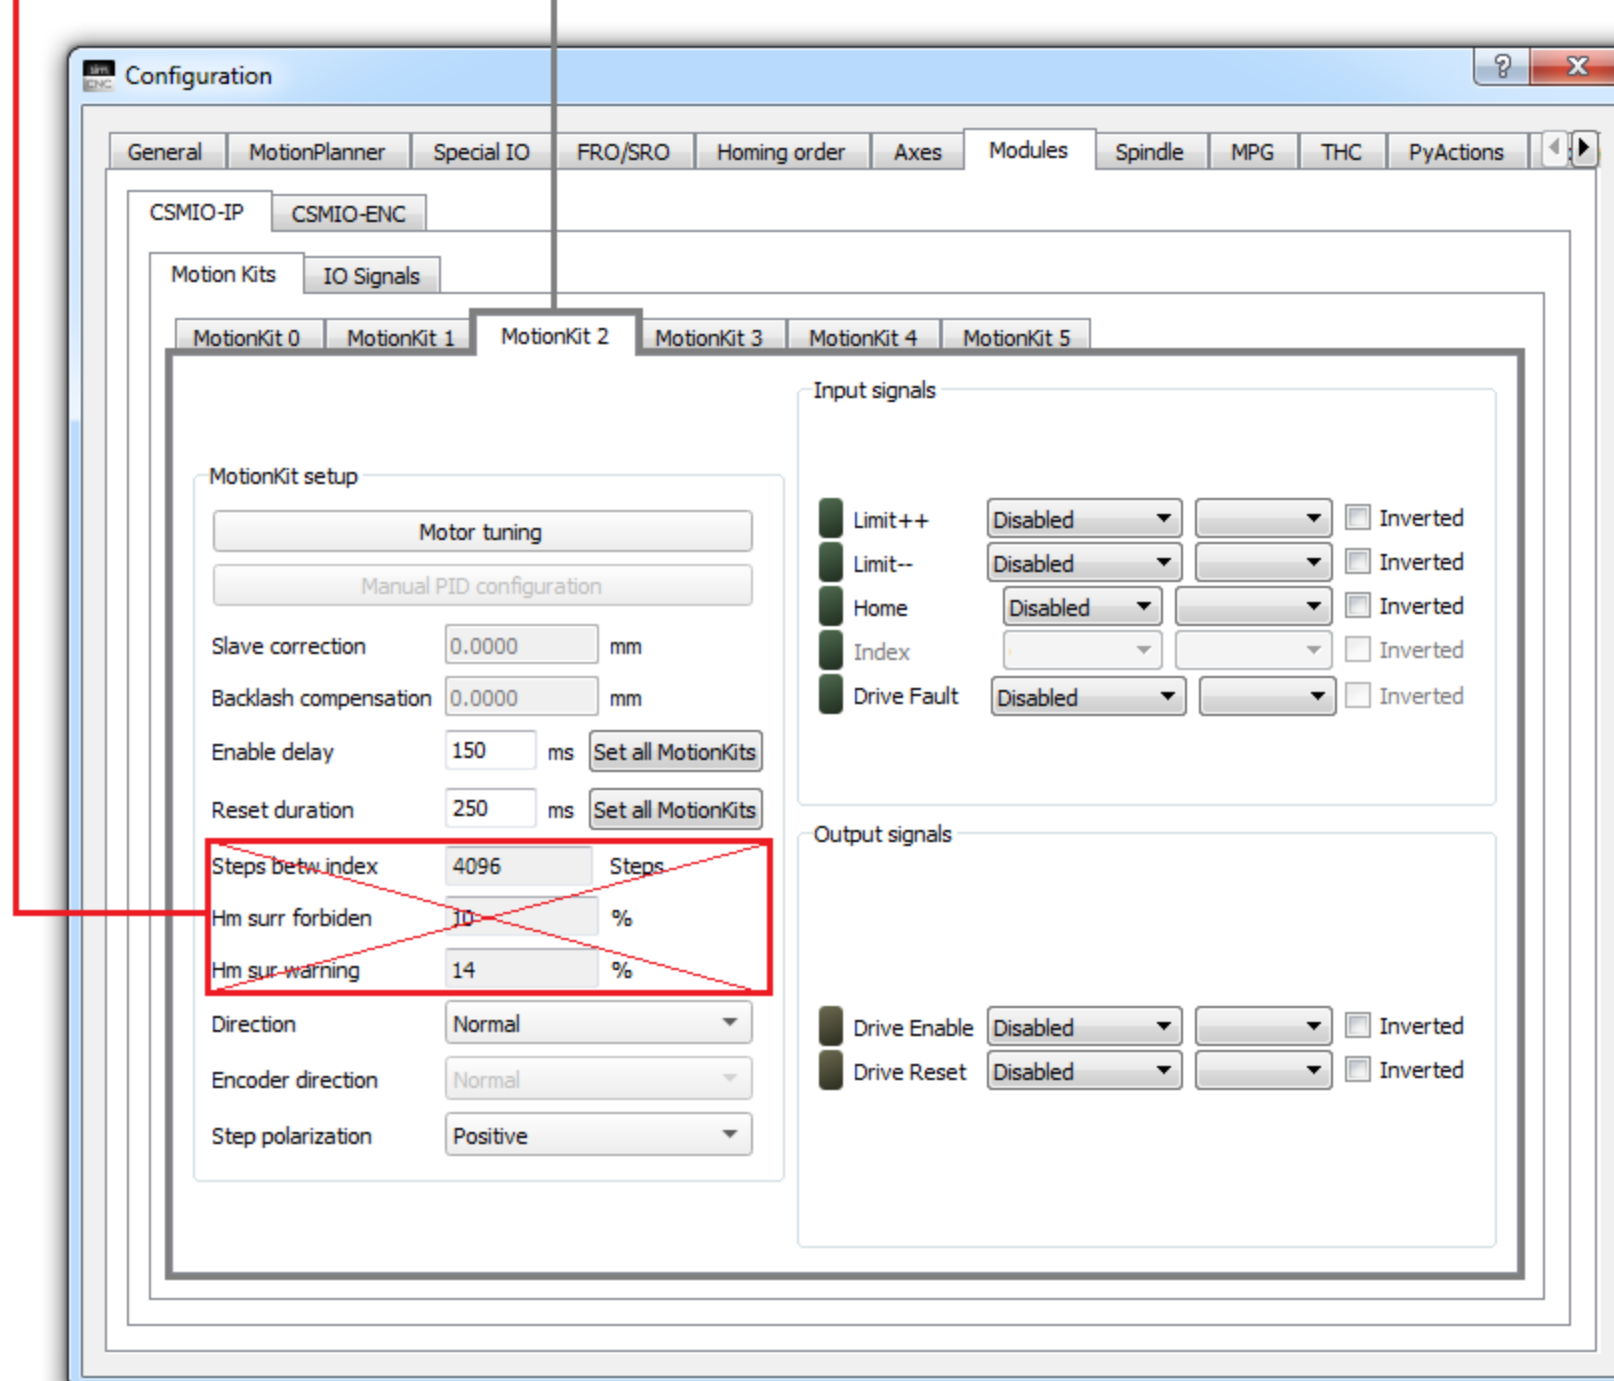 Configuration
General MotionPlanner Special IO FRO/SRO Homing order Axes Modules Spindle MPG THC PyActions
CSMIO-IP CSMIO-ENC
Motion Kits IO Signals
MotionKit 0 MotionKit 1 MotionKit 2 MotionKit 3 MotionKit 4 MotionKit 5
MotionKit setup
Motor tuning
Manual PID configuration
Slave correction 0.0000 mm
Backlash compensation 0.0000 mm
Enable delay 150 ms Set all MotionKits
Reset duration 250 ms Set all MotionKits
Steps betw index 4096 Steps
Hm surr forbiden 10 %
Hm sur warning 14 %
Direction Normal
Encoder direction Normal
Step polarization Positive
Input signals
Limit++ Disabled Inverted
Limit-- Disabled Inverted
Home Disabled Inverted
Index Inverted
Drive Fault Disabled Inverted
Output signals
Drive Enable Disabled Inverted
Drive Reset Disabled Inverted